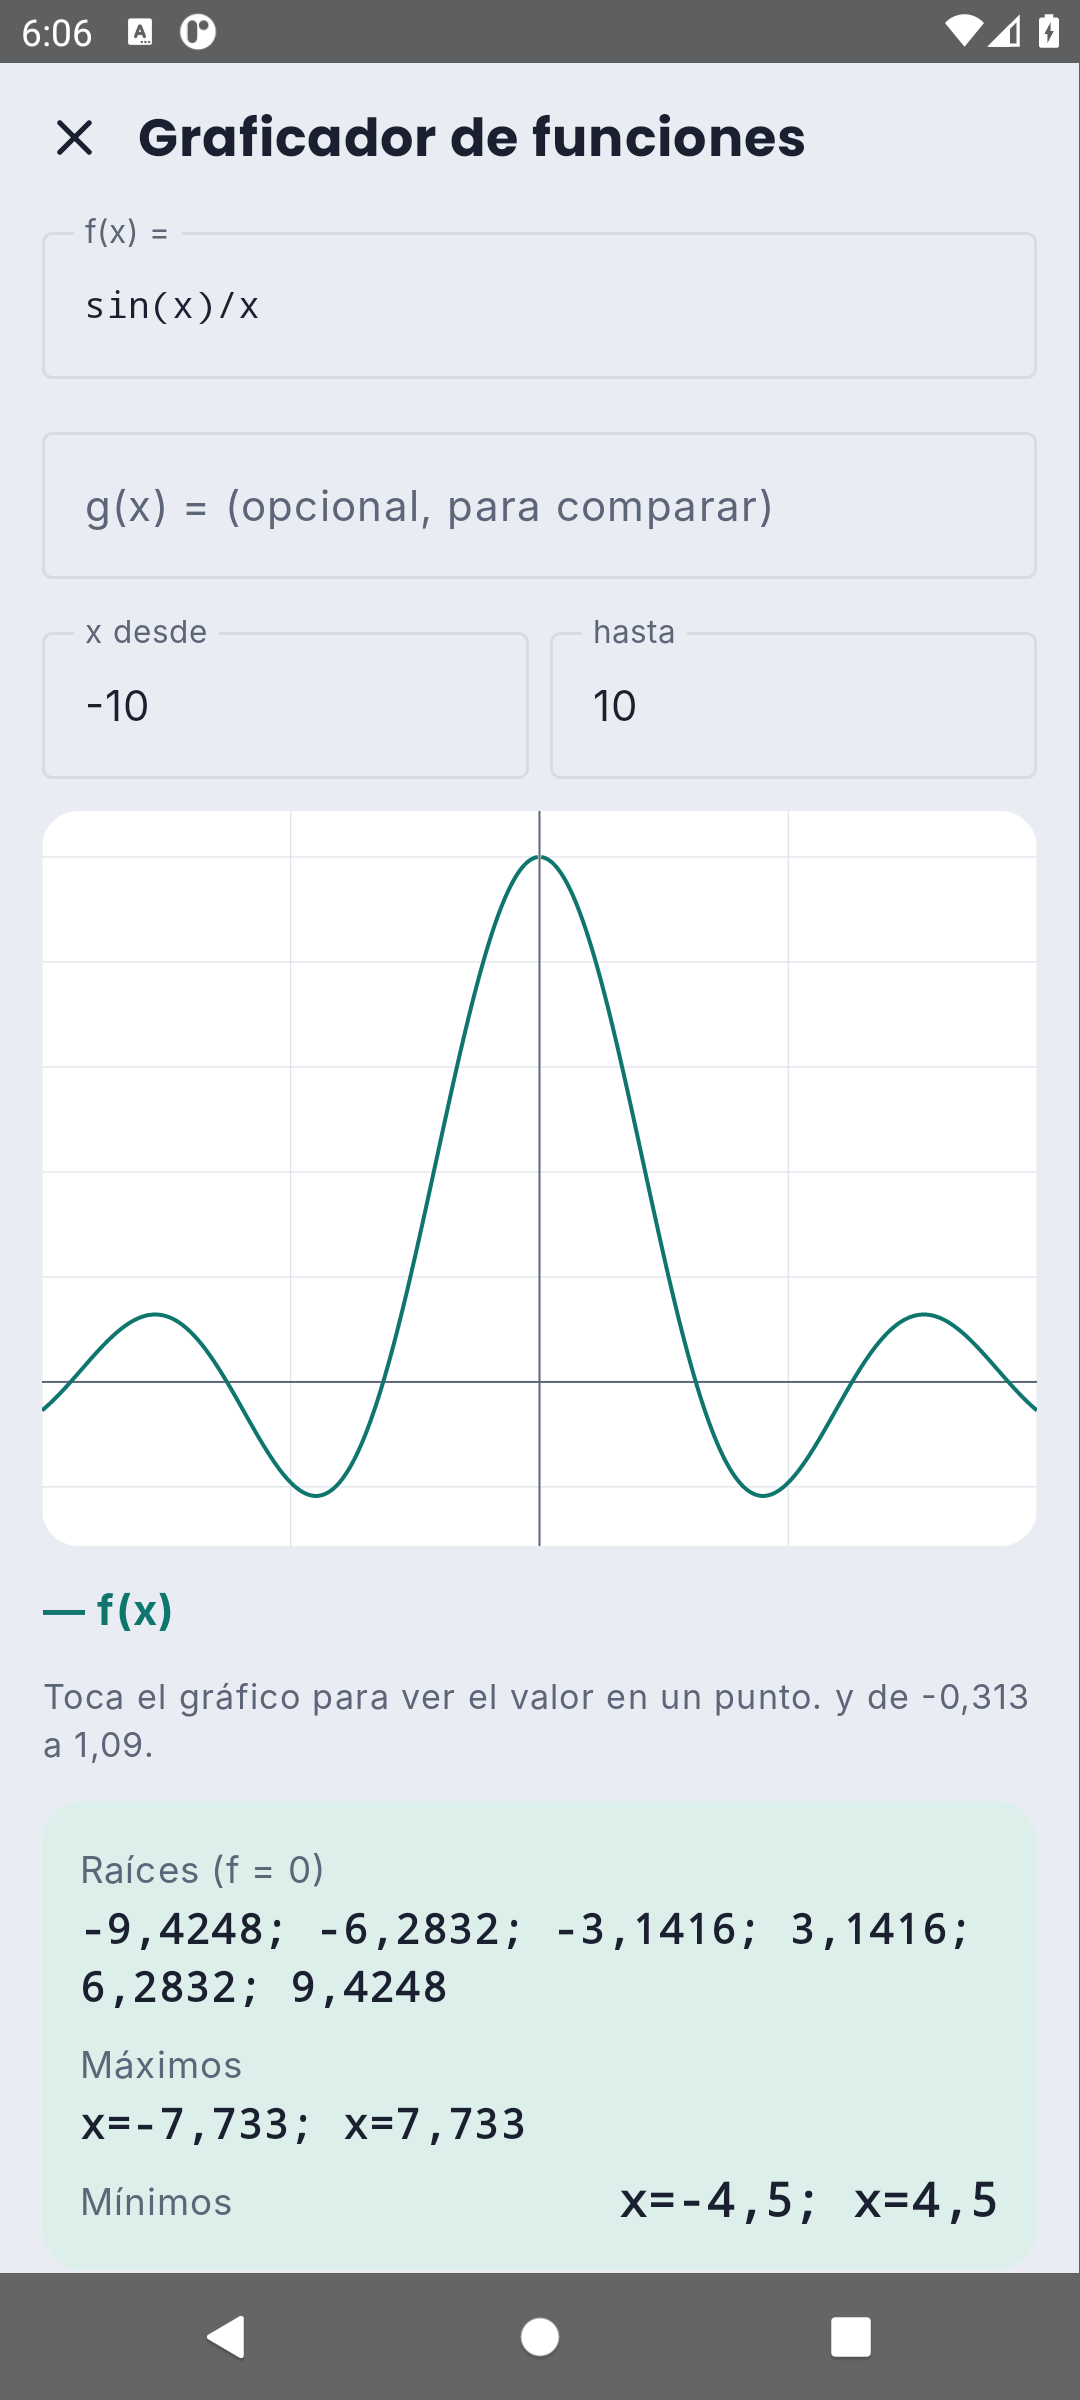 6:06
Graficador de funciones
f(x) =
sin(x)/x
g(x) = (opcional, para comparar)
x desde
-10
hasta
10
f(x)
Toca el gráfico para ver el valor en un punto. y de -0,313
a 1,09.
Raíces (f = 0)
-9,4248; -6,2832; -3,1416; 3,1416;
6,2832; 9,4248
Máximos
x=-7,733; x=7,733
Mínimos x=-4,5; x=4,5